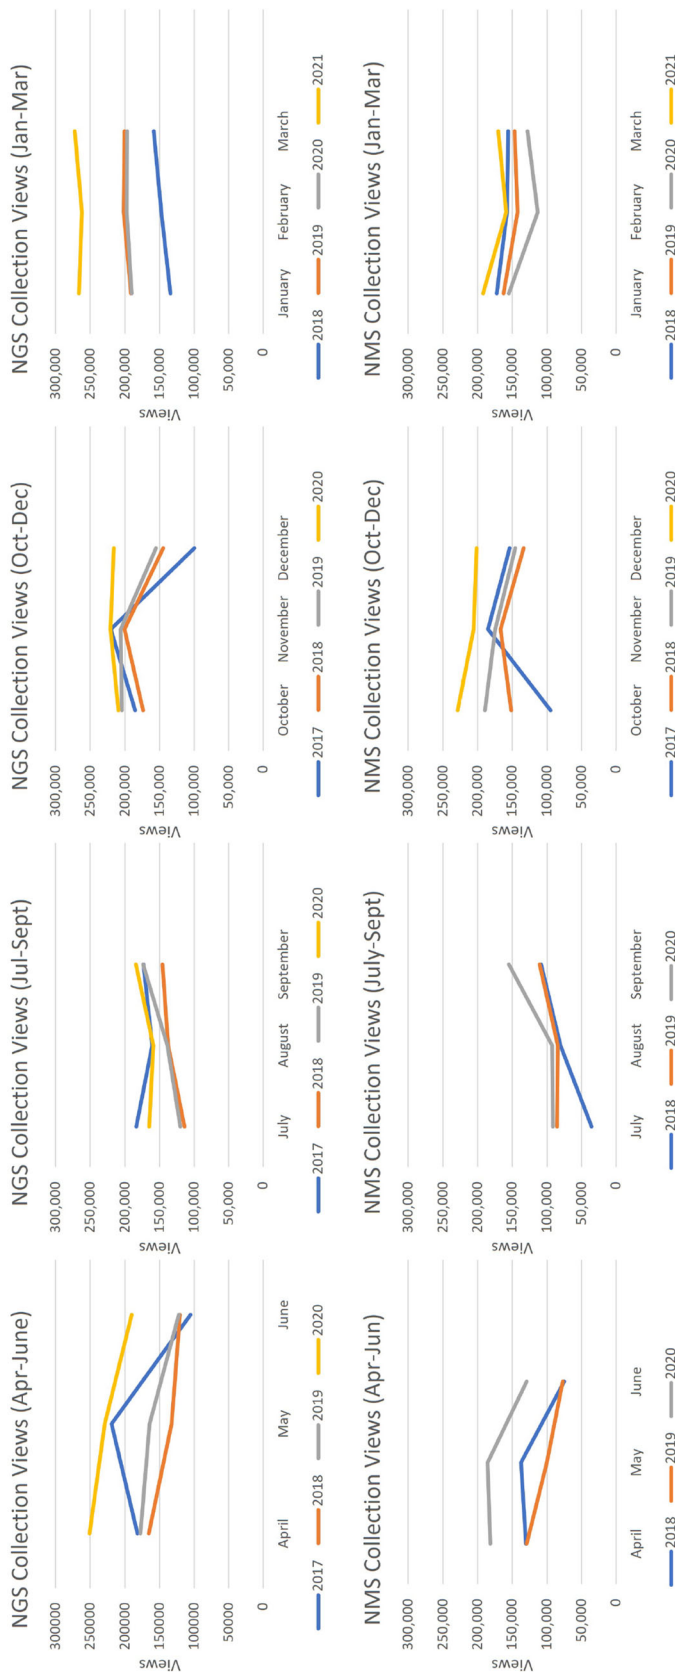 NGS Collection Views (Apr-June)
300000
250000
200000
150000
100000
50000
0
Views
April May June
2017 2018 2019 2020
NGS Collection Views (Jul-Sept)
300,000
250,000
200,000
150,000
100,000
50,000
0
Views
July August September
2017 2018 2019 2020
NGS Collection Views (Oct-Dec)
300,000
250,000
200,000
150,000
100,000
50,000
0
Views
October November December
2017 2018 2019 2020
NGS Collection Views (Jan-Mar)
300,000
250,000
200,000
150,000
100,000
50,000
0
Views
January February March
2018 2019 2020 2021
NMS Collection Views (Apr-Jun)
300,000
250,000
200,000
150,000
100,000
50,000
0
Views
April May June
2018 2019 2020
NMS Collection Views (July-Sept)
300,000
250,000
200,000
150,000
100,000
50,000
0
Views
July August September
2018 2019 2020
NMS Collection Views (Oct-Dec)
300,000
250,000
200,000
150,000
100,000
50,000
0
Views
October November December
2017 2018 2019 2020
NMS Collection Views (Jan-Mar)
300,000
250,000
200,000
150,000
100,000
50,000
0
Views
January February March
2018 2019 2020 2021